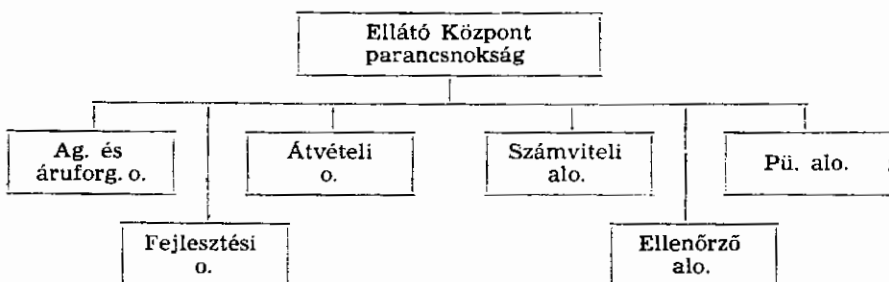 Ellátó Központ
parancsnokság
Ag. és
áruforg. o.
Átvételi
o.
Számviteli
alo.
Pü. alo.
Fejlesztési
o.
Ellenőrző
alo.